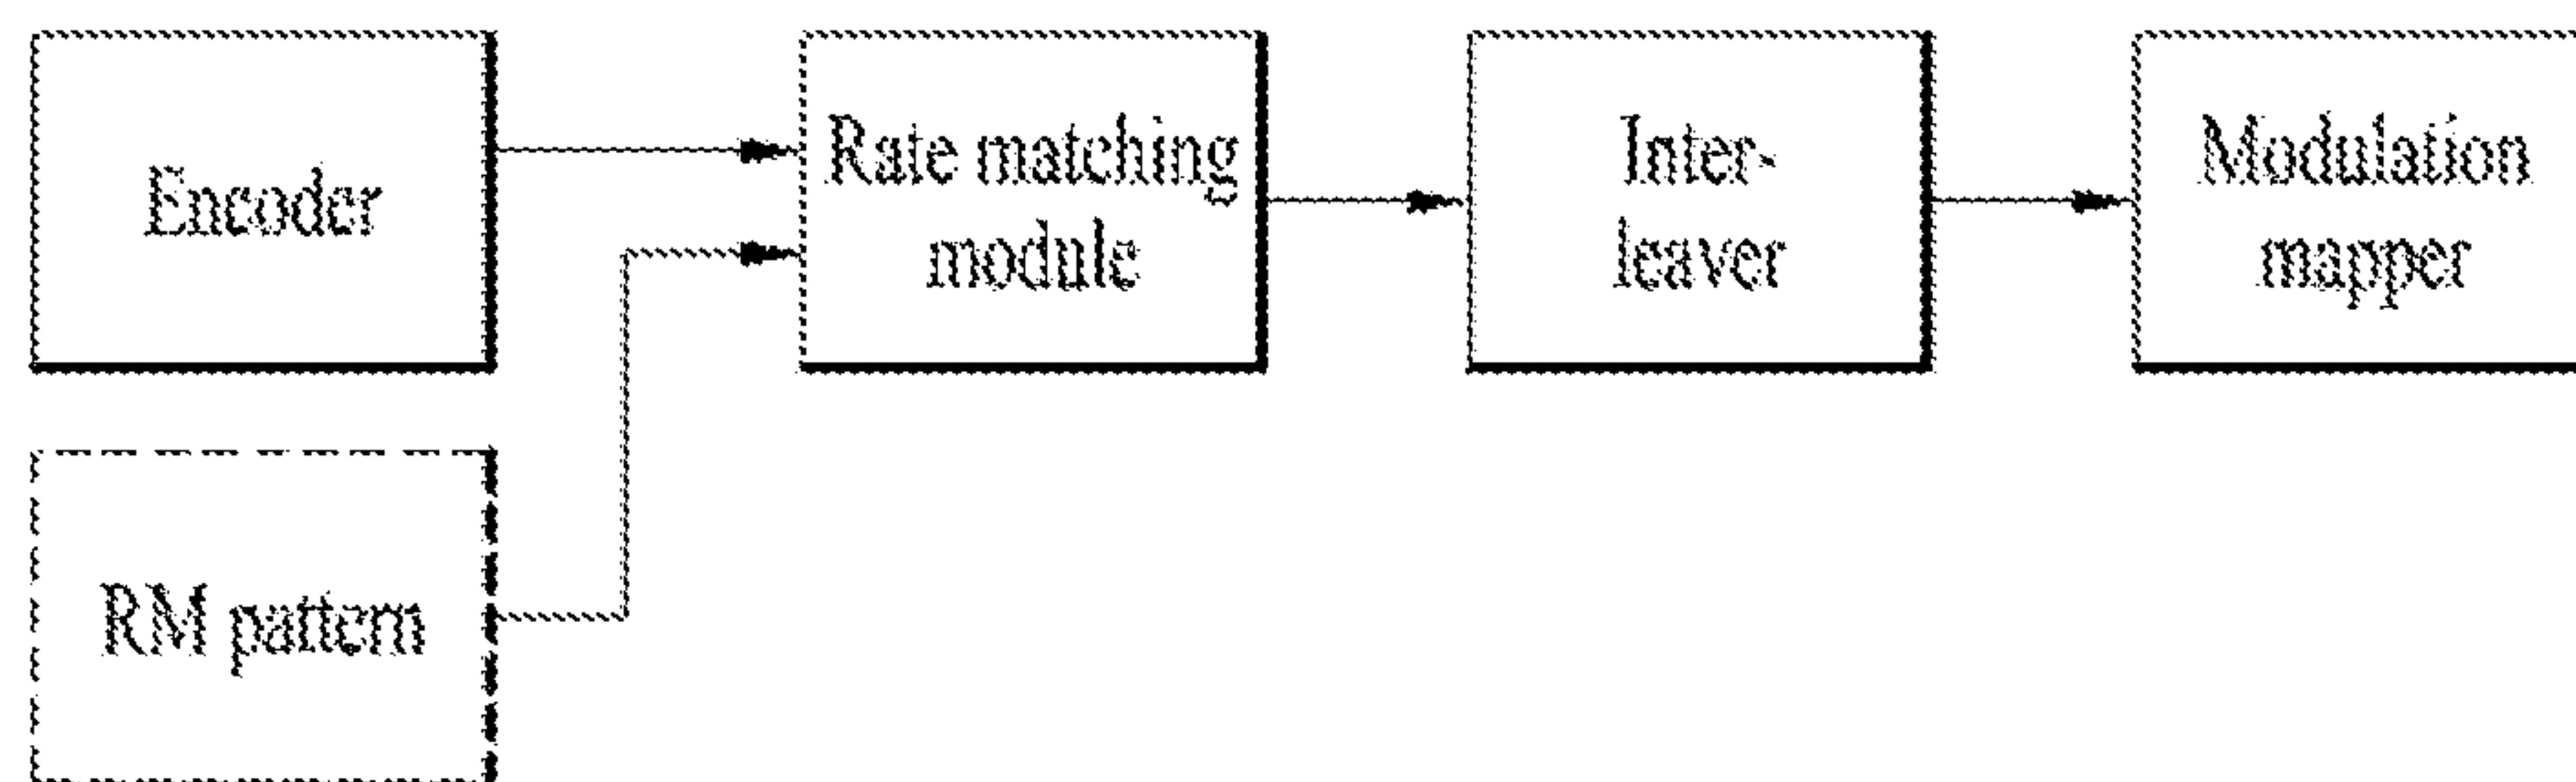 Encoder
Rate matching
module
Inter-
leaver
Modulation
mapper
RM pattern